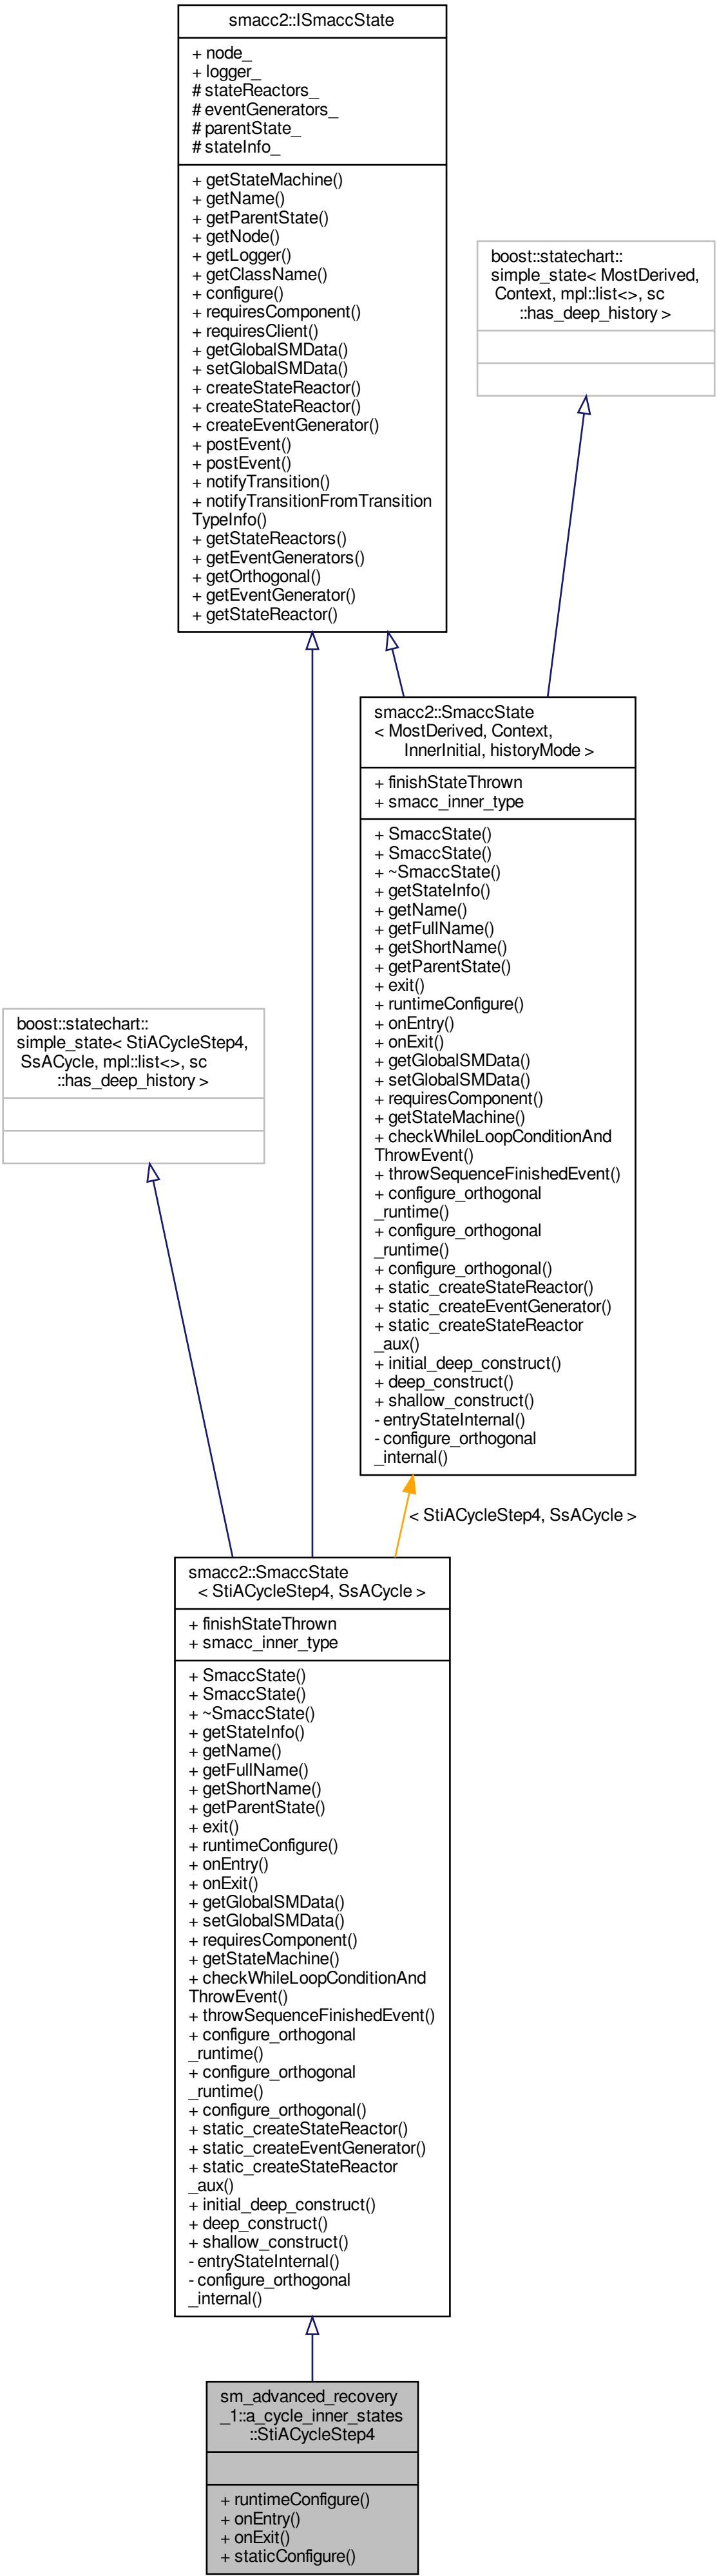 smacc2::ISmaccState
+ node_
+ logger_
# stateReactors_
# eventGenerators_
# parentState_
# stateInfo_
+ getStateMachine()
+ getName()
+ getParentState()
+ getNode()
+ getLogger()
+ getClassName()
+ configure()
+ requiresComponent()
+ requiresClient()
+ getGlobalSMData()
+ setGlobalSMData()
+ createStateReactor()
+ createStateReactor()
+ createEventGenerator()
+ postEvent()
+ postEvent()
+ notifyTransition()
+ notifyTransitionFromTransition
TypeInfo()
+ getStateReactors()
+ getEventGenerators()
+ getOrthogonal()
+ getEventGenerator()
+ getStateReactor()
boost::statechart::
simple_state< MostDerived,
Context, mpl::list<>, sc
::has_deep_history >
smacc2::SmaccState
< MostDerived, Context,
InnerInitial, historyMode >
+ finishStateThrown
+ smacc_inner_type
+ SmaccState()
+ SmaccState()
+ ~SmaccState()
+ getStateInfo()
+ getName()
+ getFullName()
+ getShortName()
+ getParentState()
+ exit()
+ runtimeConfigure()
+ onEntry()
+ onExit()
+ getGlobalSMData()
+ setGlobalSMData()
+ requiresComponent()
+ getStateMachine()
+ checkWhileLoopConditionAnd
ThrowEvent()
+ throwSequenceFinishedEvent()
+ configure_orthogonal
_runtime()
+ configure_orthogonal
_runtime()
+ configure_orthogonal()
+ static_createStateReactor()
+ static_createEventGenerator()
+ static_createStateReactor
_aux()
+ initial_deep_construct()
+ deep_construct()
+ shallow_construct()
- entryStateInternal()
- configure_orthogonal
_internal()
boost::statechart::
simple_state< StiACycleStep4,
SsACycle, mpl::list<>, sc
::has_deep_history >
< StiACycleStep4, SsACycle >
smacc2::SmaccState
< StiACycleStep4, SsACycle >
+ finishStateThrown
+ smacc_inner_type
+ SmaccState()
+ SmaccState()
+ ~SmaccState()
+ getStateInfo()
+ getName()
+ getFullName()
+ getShortName()
+ getParentState()
+ exit()
+ runtimeConfigure()
+ onEntry()
+ onExit()
+ getGlobalSMData()
+ setGlobalSMData()
+ requiresComponent()
+ getStateMachine()
+ checkWhileLoopConditionAnd
ThrowEvent()
+ throwSequenceFinishedEvent()
+ configure_orthogonal
_runtime()
+ configure_orthogonal
_runtime()
+ configure_orthogonal()
+ static_createStateReactor()
+ static_createEventGenerator()
+ static_createStateReactor
_aux()
+ initial_deep_construct()
+ deep_construct()
+ shallow_construct()
- entryStateInternal()
- configure_orthogonal
_internal()
sm_advanced_recovery
_1::a_cycle_inner_states
::StiACycleStep4
+ runtimeConfigure()
+ onEntry()
+ onExit()
+ staticConfigure()